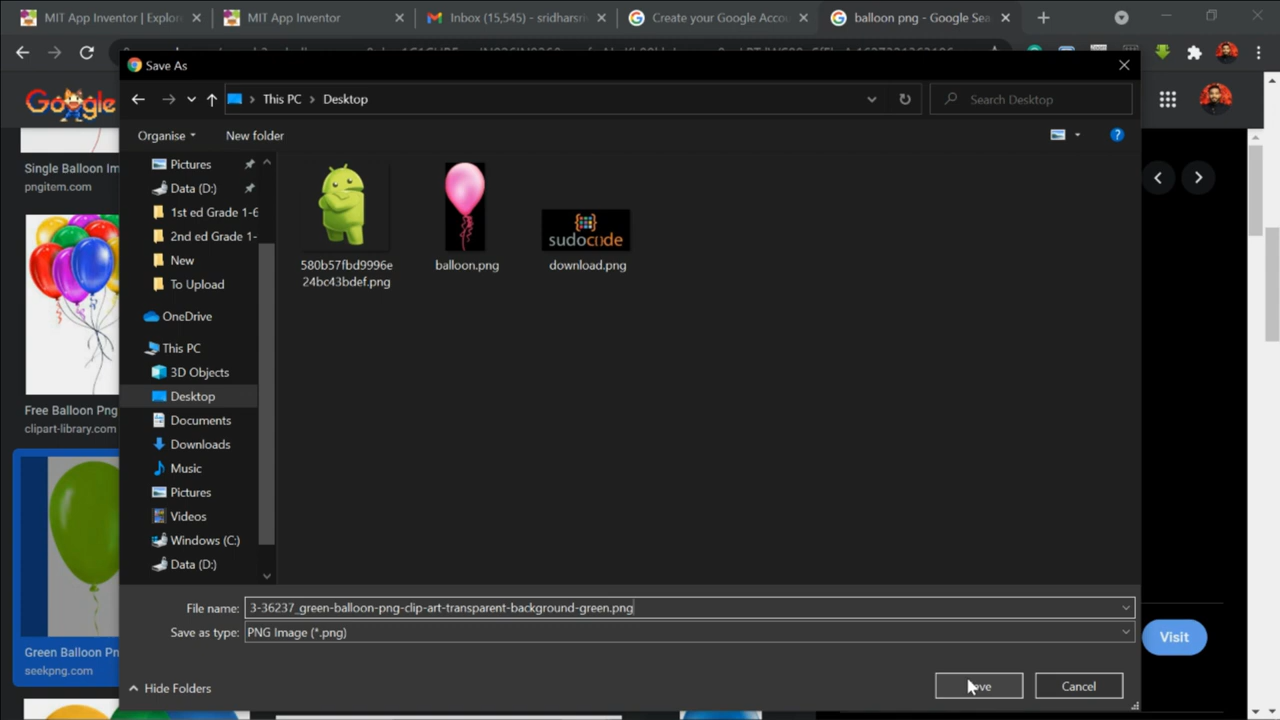 MIT App Inventor | Explor
MIT App Inventor
Inbox (15,545) - sridharsriv
Create your Google Accou
balloon png - Google Sea
Save As
Google
This PC
Desktop
Search Desktop
Organise
New folder
Single Balloon Im
pngitem.com
Pictures
Data (D:)
1st ed Grade 1-6
2nd ed Grade 1-
New
To Upload
OneDrive
This PC
3D Objects
Desktop
Documents
Downloads
Music
Pictures
Videos
Windows (C:)
Data (D:)
sudocode
580b57fbd9996e
24bc43bdef.png
balloon.png
download.png
Free Balloon Png
clipart-library.com
Green Balloon Pn
seekpng.com
File name: 3-36237_green-balloon-png-clip-art-transparent-background-green.png
Save as type: PNG Image (*.png)
Visit
Hide Folders
Cancel